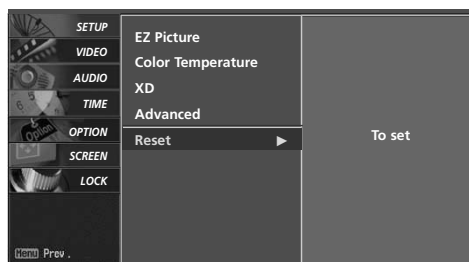 SETUP
VIDEO
AUDIO
TIME
OPTION
SCREEN
LOCK
Menu Prev.
EZ Picture
Color Temperature
XD
Advanced
Reset ▶
To set